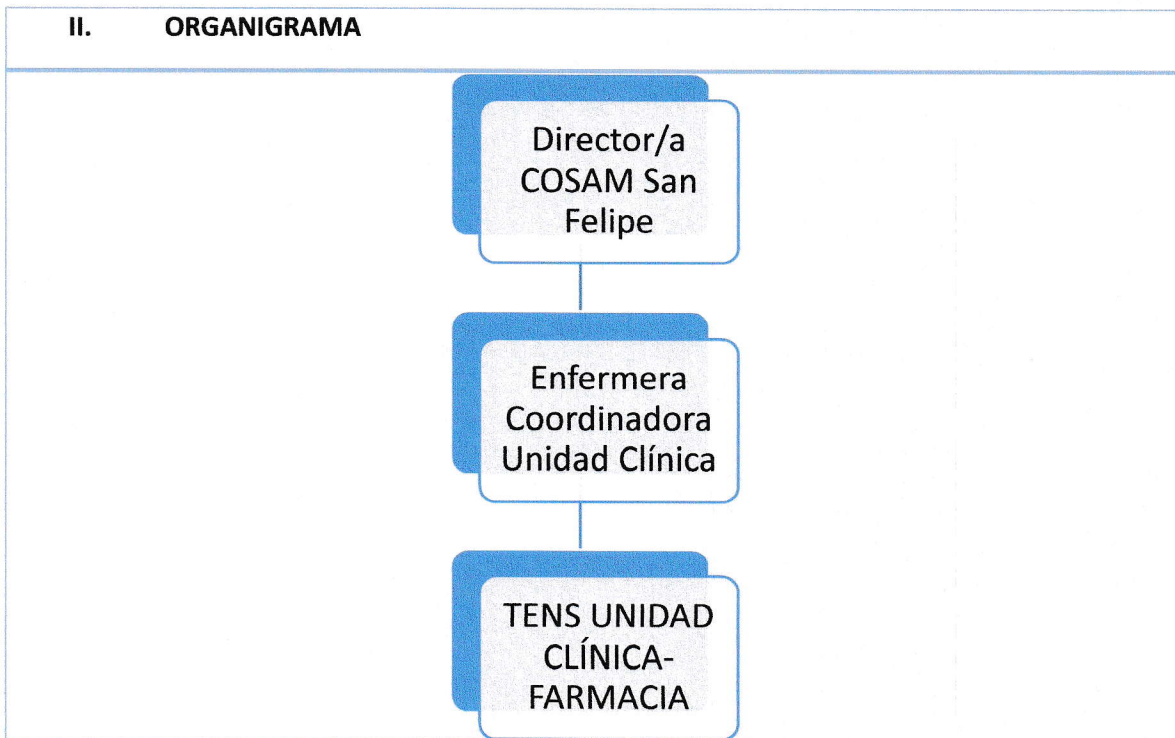 II. ORGANIGRAMA
Director/a
COSAM San
Felipe
Enfermera
Coordinadora
Unidad Clínica
TENS UNIDAD
CLÍNICA-
FARMACIA